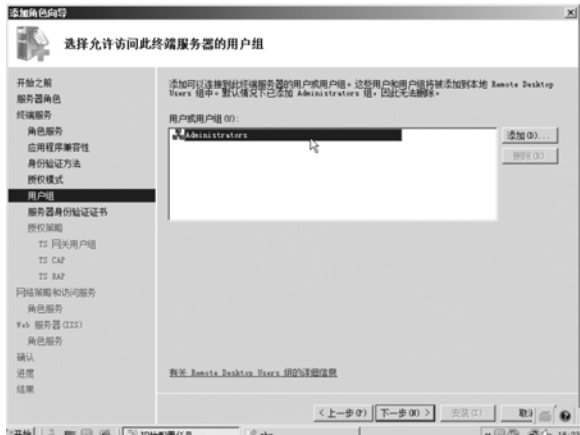 添加角色向导
选择允许访问此终端服务器的用户组
开始之前
服务器角色
终端服务
角色服务
应用程序兼容性
身份验证方法
授权模式
用户组
服务器身份验证证书
授权策略
TS 网关用户组
TS CAP
TS RAP
网络策略和访问服务
角色服务
Web 服务器(IIS)
角色服务
确认
进度
结果
添加可以连接到此终端服务器的用户或用户组。这些用户和用户组将被添加到本地 Remote Desktop
Users 组中。默认情况下已添加 Administrators 组,因此无法删除。
用户或用户组(U):
Administrators
添加(D)...
删除(R)
有关 Remote Desktop Users 组的详细信息
<上一步(P)
下一步(N) >
安装(I)
取消
18:23